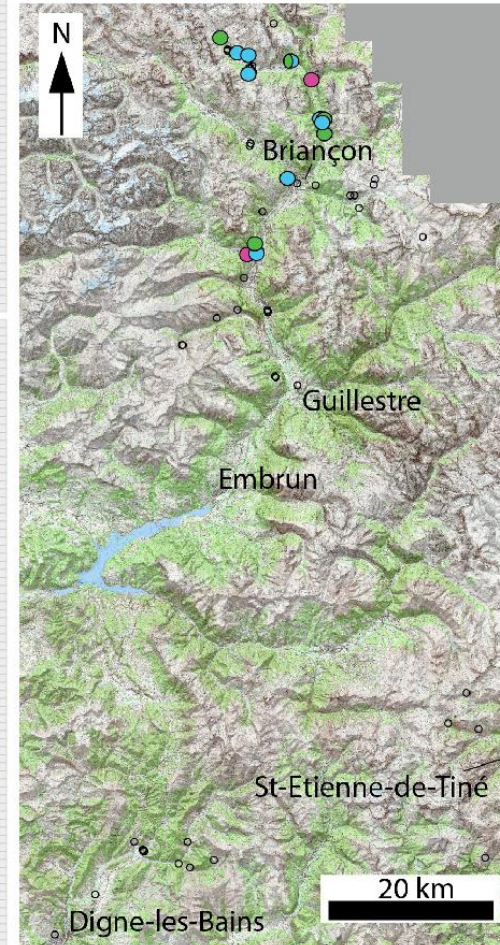 N
Briançon
Guillestre
Embrun
St-Etienne-de-Tiné
20 km
Digne-les-Bains